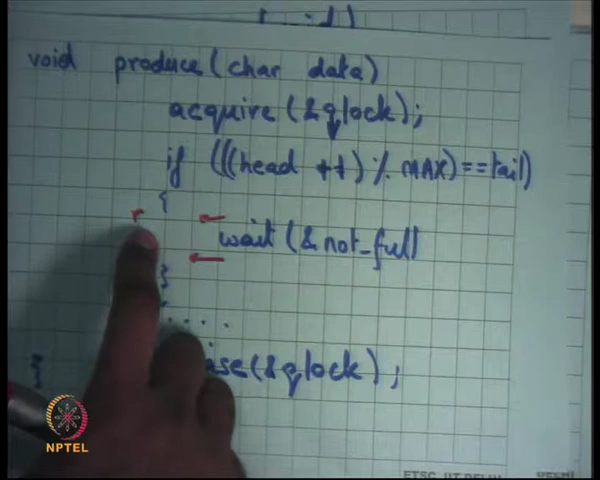 void produce(char data)
acquire(&qlock);
if (((head ++) % MAX)==tail)
{
r
wait (&not_full
}
.....
ase(&qlock);
}
NPTEL